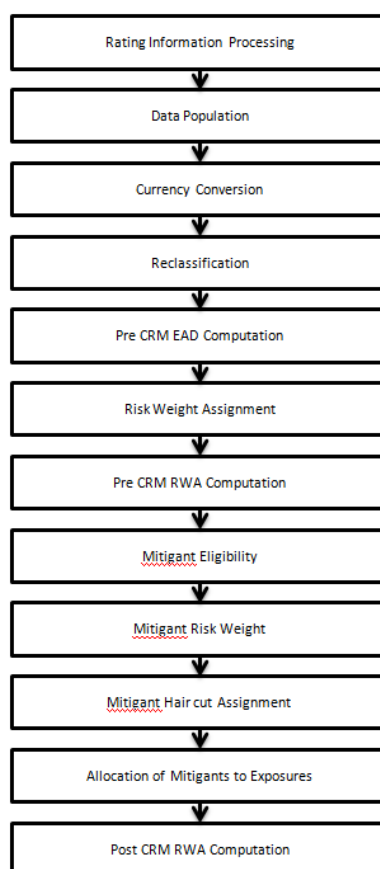 Rating Information Processing
Data Population
Currency Conversion
Reclassification
Pre CRM EAD Computation
Risk Weight Assignment
Pre CRM RWA Computation
Mitigant Eligibility
Mitigant Risk Weight
Mitigant Hair cut Assignment
Allocation of Mitigants to Exposures
Post CRM RWA Computation